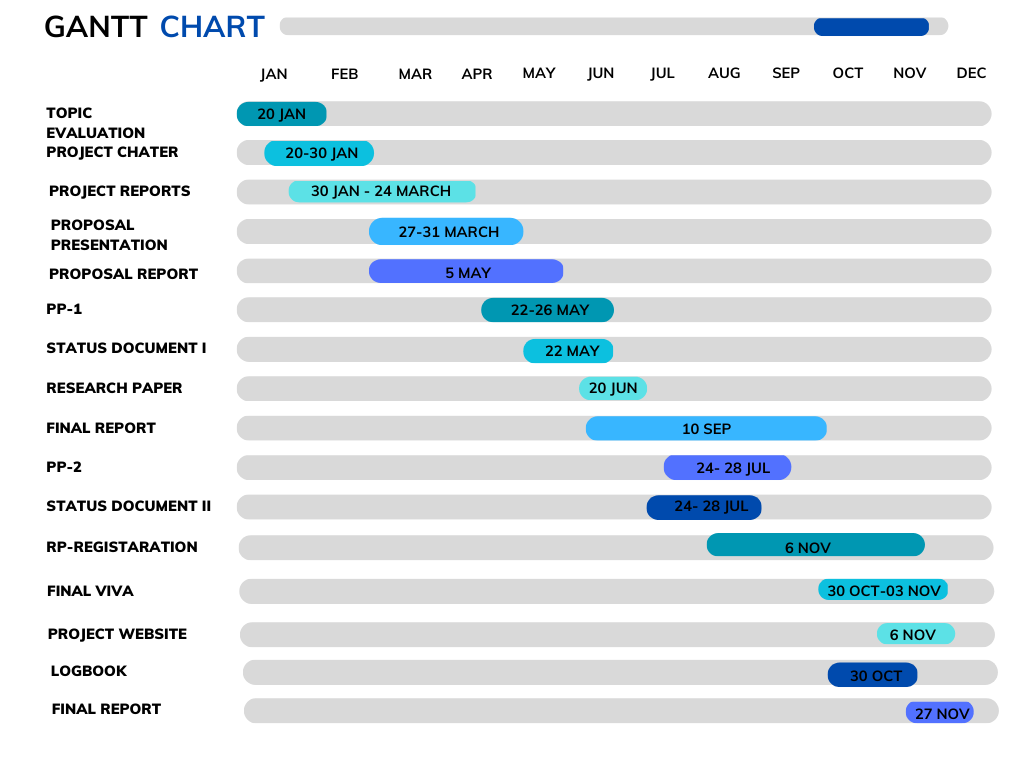 GANTT CHART
JAN FEB MAR APR MAY JUN JUL AUG SEP OCT NOV DEC
TOPIC
EVALUATION
20 JAN
PROJECT CHATER 20-30 JAN
PROJECT REPORTS 30 JAN - 24 MARCH
PROPOSAL
PRESENTATION
27-31 MARCH
PROPOSAL REPORT 5 MAY
PP-1 22-26 MAY
STATUS DOCUMENT I 22 MAY
RESEARCH PAPER 20 JUN
FINAL REPORT 10 SEP
PP-2 24- 28 JUL
STATUS DOCUMENT II 24- 28 JUL
RP-REGISTARATION 6 NOV
FINAL VIVA 30 OCT-03 NOV
PROJECT WEBSITE 6 NOV
LOGBOOK 30 OCT
FINAL REPORT 27 NOV